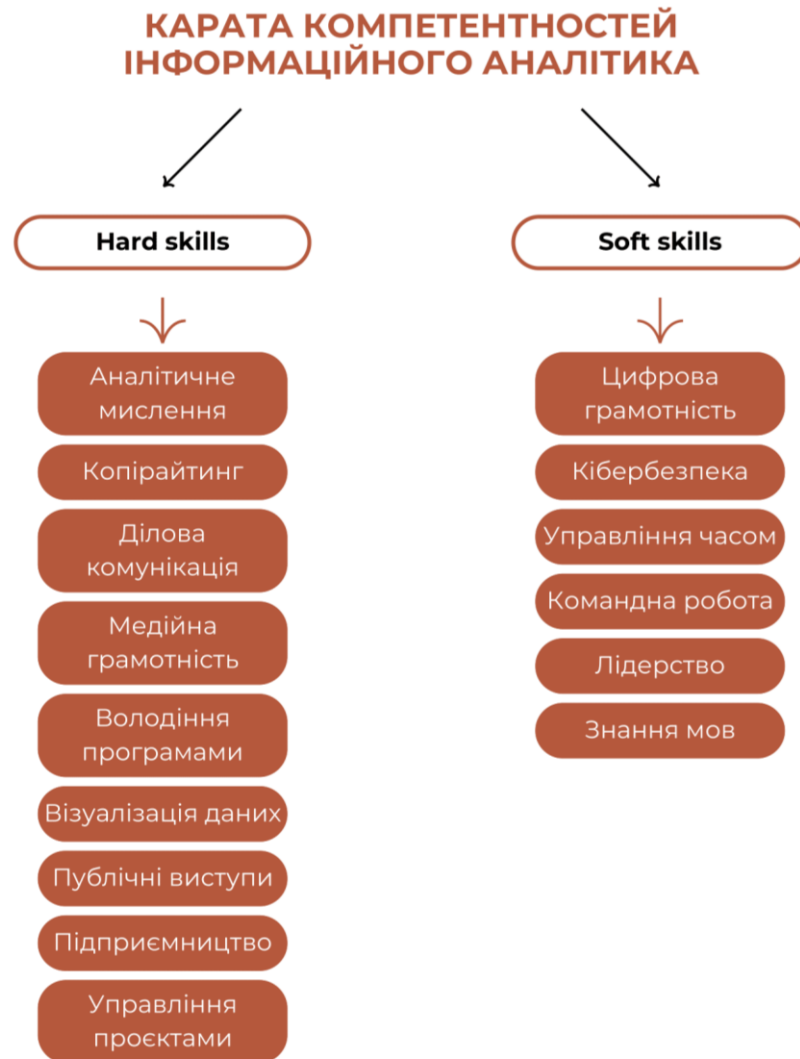 КАРАТА КОМПЕТЕНТНОСТЕЙ
ІНФОРМАЦІЙНОГО АНАЛІТИКА
Hard skills
Аналітичне
мислення
Копірайтинг
Ділова
комунікація
Медійна
грамотність
Володіння
програмами
Візуалізація даних
Публічні виступи
Підприємництво
Управління
проєктами
Soft skills
Цифрова
грамотність
Кібербезпека
Управління часом
Командна робота
Лідерство
Знання мов